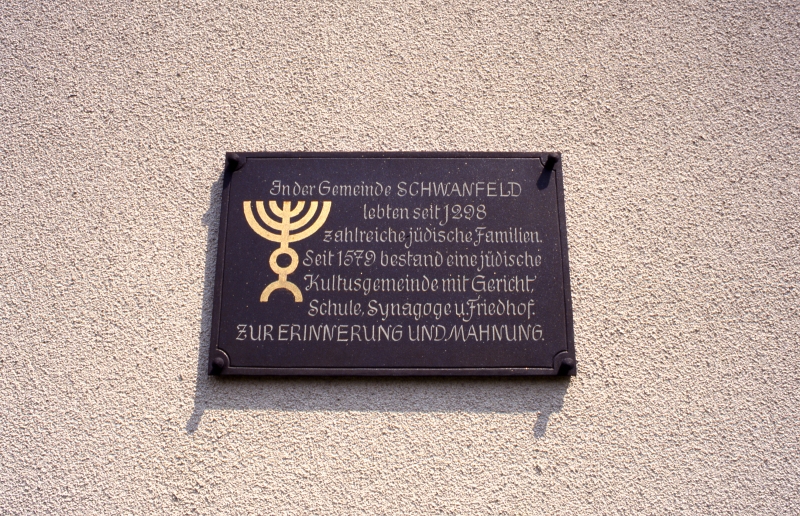 In der Gemeinde SCHWANFELD
lebten seit 1298
zahlreiche jüdische Familien.
Seit 1579 bestand eine jüdische
Kultusgemeinde mit Gericht,
Schule, Synagoge u. Friedhof.
ZUR ERINNERUNG UND MAHNUNG.